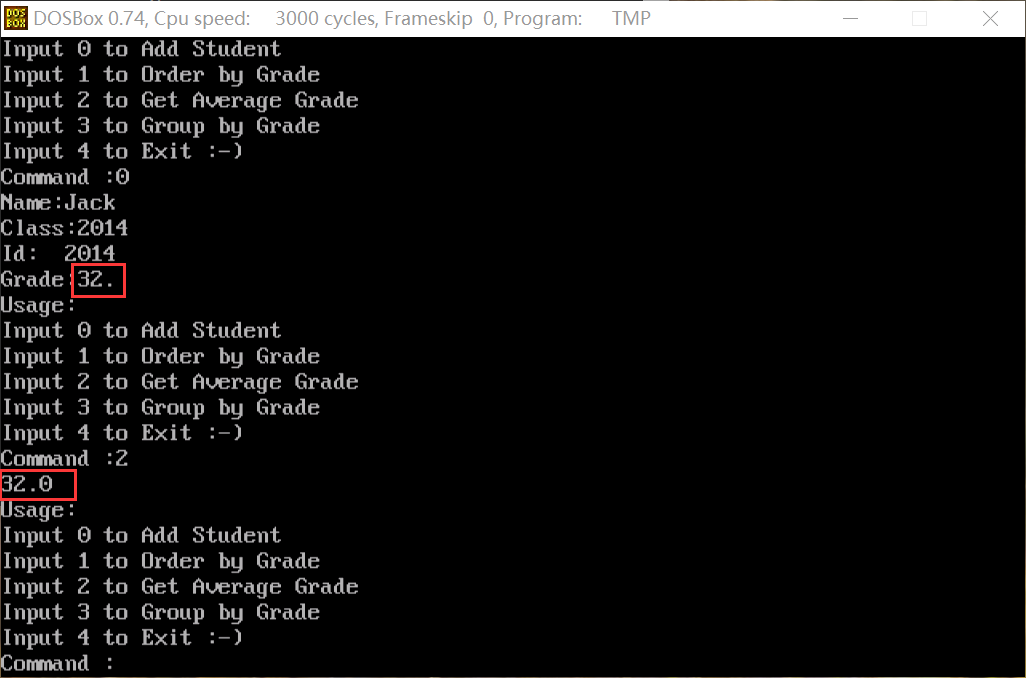 DOS BOX
DOSBox 0.74, Cpu speed: 3000 cycles, Frameskip 0, Program: TMP
Input 0 to Add Student
Input 1 to Order by Grade
Input 2 to Get Average Grade
Input 3 to Group by Grade
Input 4 to Exit :-)
Command :0
Name:Jack
Class:2014
Id:  2014
Grade:32.
Usage:
Input 0 to Add Student
Input 1 to Order by Grade
Input 2 to Get Average Grade
Input 3 to Group by Grade
Input 4 to Exit :-)
Command :2
32.0
Usage:
Input 0 to Add Student
Input 1 to Order by Grade
Input 2 to Get Average Grade
Input 3 to Group by Grade
Input 4 to Exit :-)
Command :